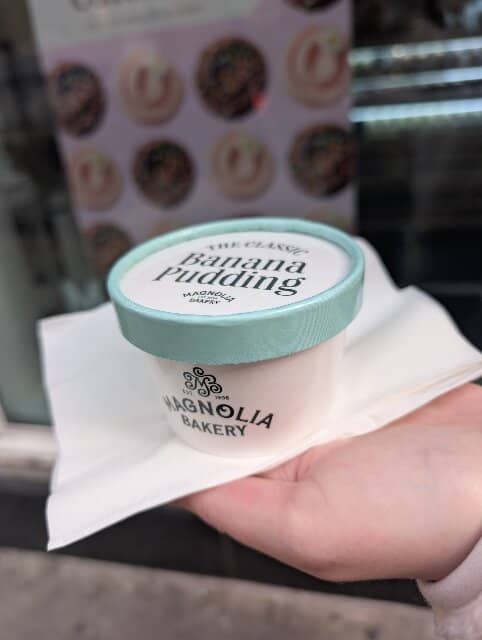 THE CLASSIC
Banana
Pudding
MAGNOLIA
BAKERY
EST. 1996
MAGNOLIA
BAKERY